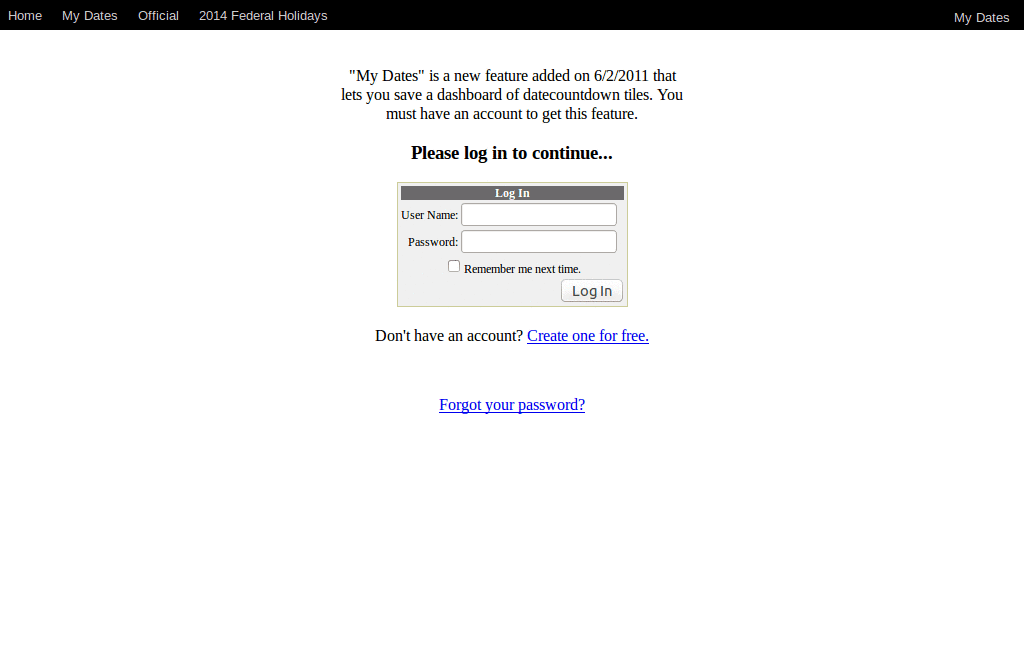 Home My Dates Official 2014 Federal Holidays My Dates
"My Dates" is a new feature added on 6/2/2011 that
lets you save a dashboard of datecountdown tiles. You
must have an account to get this feature.
Please log in to continue...
Log In
User Name:
Password:
Remember me next time.
Log In
Don't have an account? Create one for free.
Forgot your password?